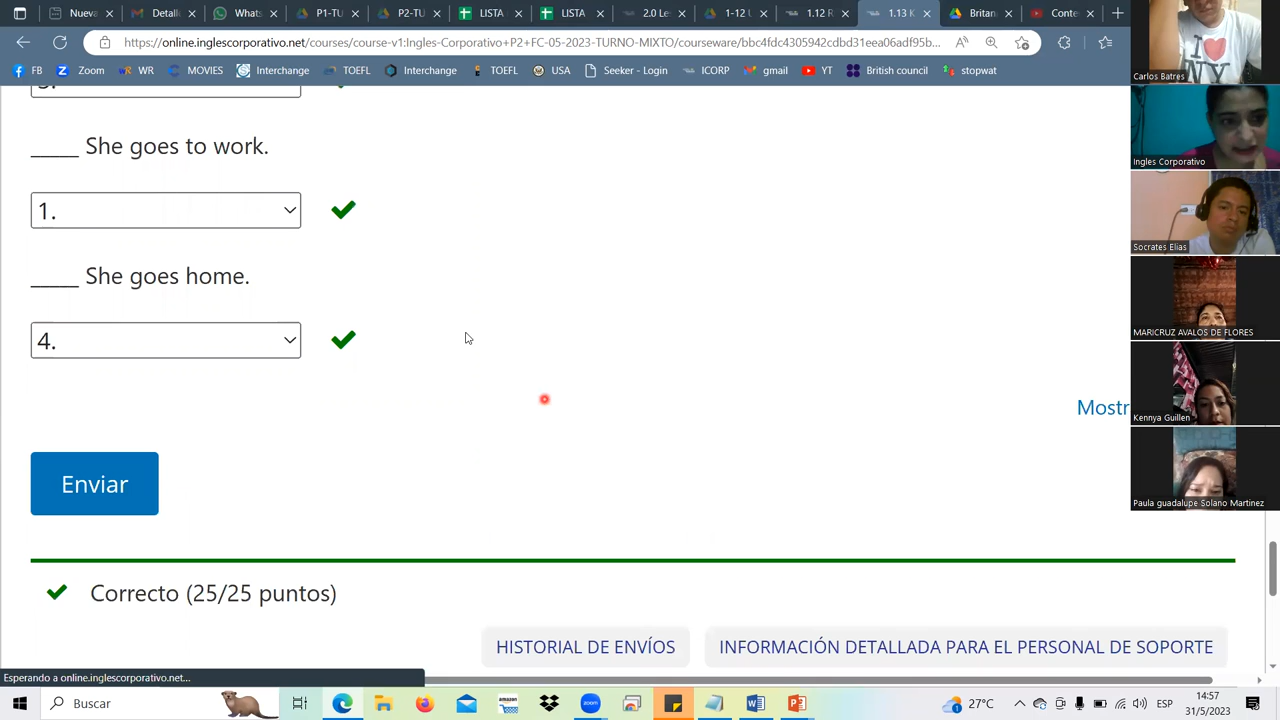 Nueva
Detall
Whats
P1-TU
P2-TU
LISTA
LISTA
2.0 Le
1-12 U
1.12 R
1.13 K
Britan
Conte
https://online.inglescorporativo.net/courses/course-v1:Ingles-Corporativo+P2+FC-05-2023-TURNO-MIXTO/courseware/bbc4fdc4305942cdbd31eea06adf95b...
FB
Zoom
WR
MOVIES
Interchange
TOEFL
Interchange
TOEFL
USA
Seeker - Login
ICORP
gmail
YT
British council
stopwat
_____ She goes to work.
1.
_____ She goes home.
4.
Mostr
Enviar
Correcto (25/25 puntos)
HISTORIAL DE ENVÍOS
INFORMACIÓN DETALLADA PARA EL PERSONAL DE SOPORTE
Esperando a online.inglescorporativo.net...
Carlos Batres
Ingles Corporativo
Socrates Elias
MARICRUZ AVALOS DE FLORES
Kennya Guillen
Paula guadalupe Solano Martinez
Buscar
27°C
ESP
14:57
31/5/2023